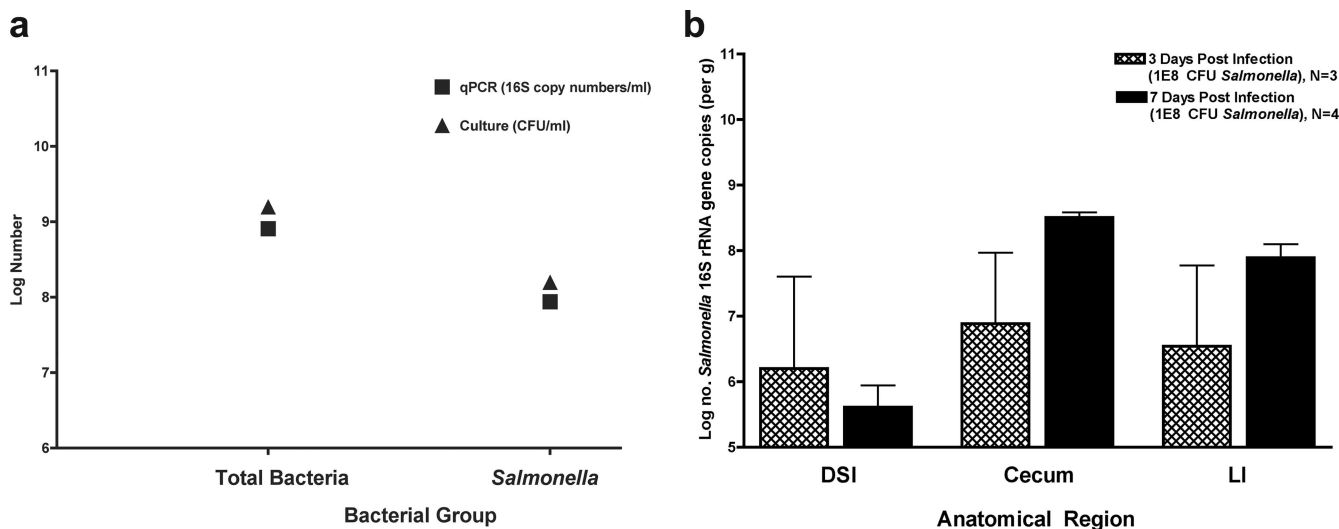 a
11
10
9
8
7
6
Log Number
qPCR (16S copy numbers/ml)
Culture (CFU/ml)
Total Bacteria
Salmonella
Bacterial Group
b
11
10
9
8
7
6
5
Log no. Salmonella 16S rRNA gene copies (per g)
3 Days Post Infection
(1E8 CFU Salmonella), N=3
7 Days Post Infection
(1E8 CFU Salmonella), N=4
DSI
Cecum
LI
Anatomical Region